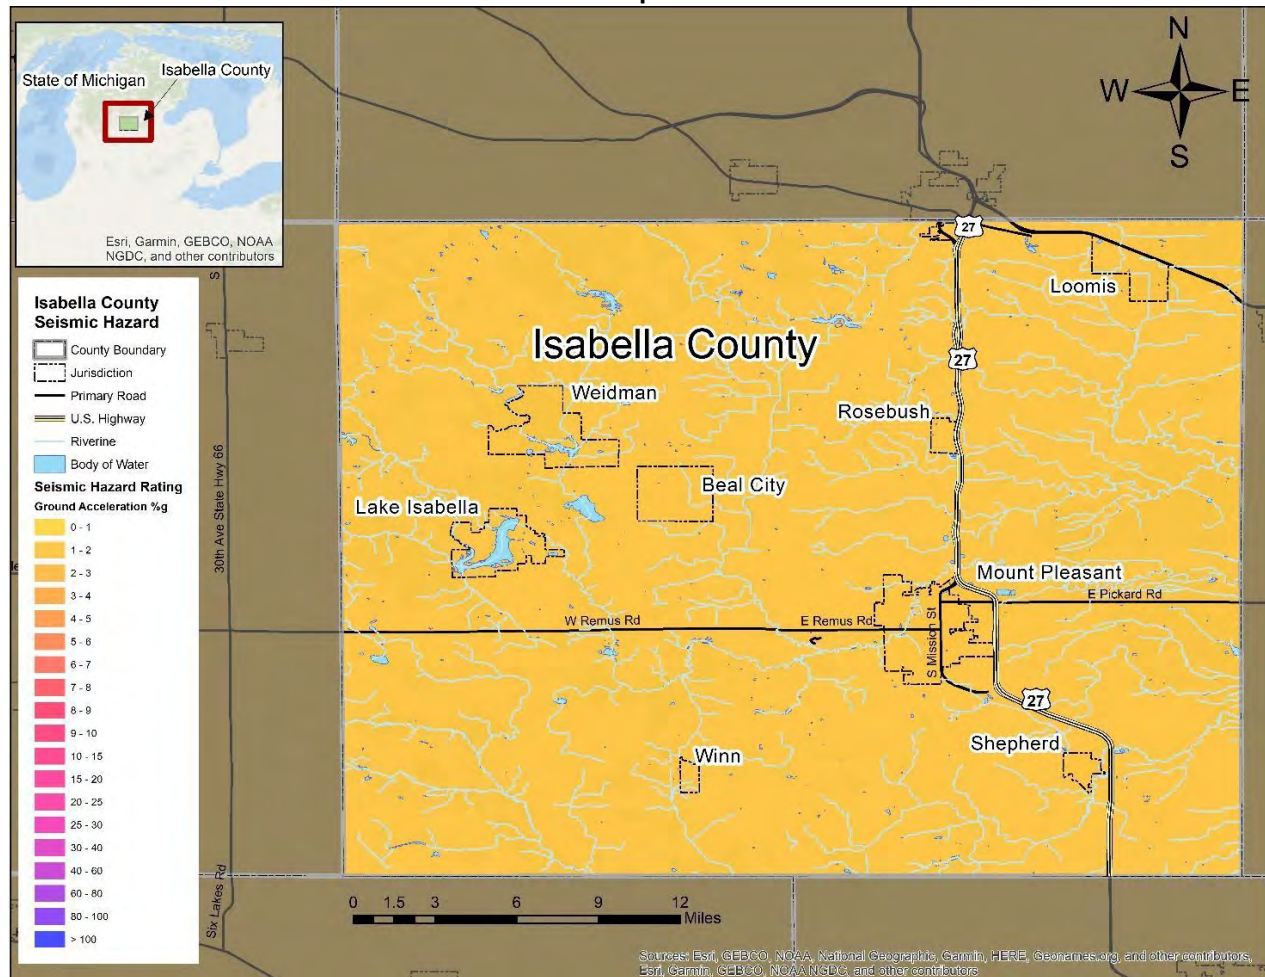 State of Michigan
Isabella County
Esri, Garmin, GEBCO, NOAA
NGDC, and other contributors
N
W E
S
Isabella County
Seismic Hazard
County Boundary
Jurisdiction
Primary Road
U.S. Highway
Riverine
Body of Water
Seismic Hazard Rating
Ground Acceleration %g
0 - 1
1 - 2
2 - 3
3 - 4
4 - 5
5 - 6
6 - 7
7 - 8
8 - 9
9 - 10
10 - 15
15 - 20
20 - 25
25 - 30
30 - 40
40 - 60
60 - 80
80 - 100
> 100
S
30th Ave State Hwy 66
Six Lakes Rd
27
Loomis
Isabella County
27
Weidman
Rosebush
Beal City
Lake Isabella
Mount Pleasant
E Pickard Rd
W Remus Rd
E Remus Rd
S Mission St
27
Shepherd
Winn
0 1.5 3 6 9 12
Miles
Sources: Esri, GEBCO, NOAA, National Geographic, Garmin, HERE, Geonames.org, and other contributors,
Esri, Garmin, GEBCO, NOAA NGDC, and other contributors